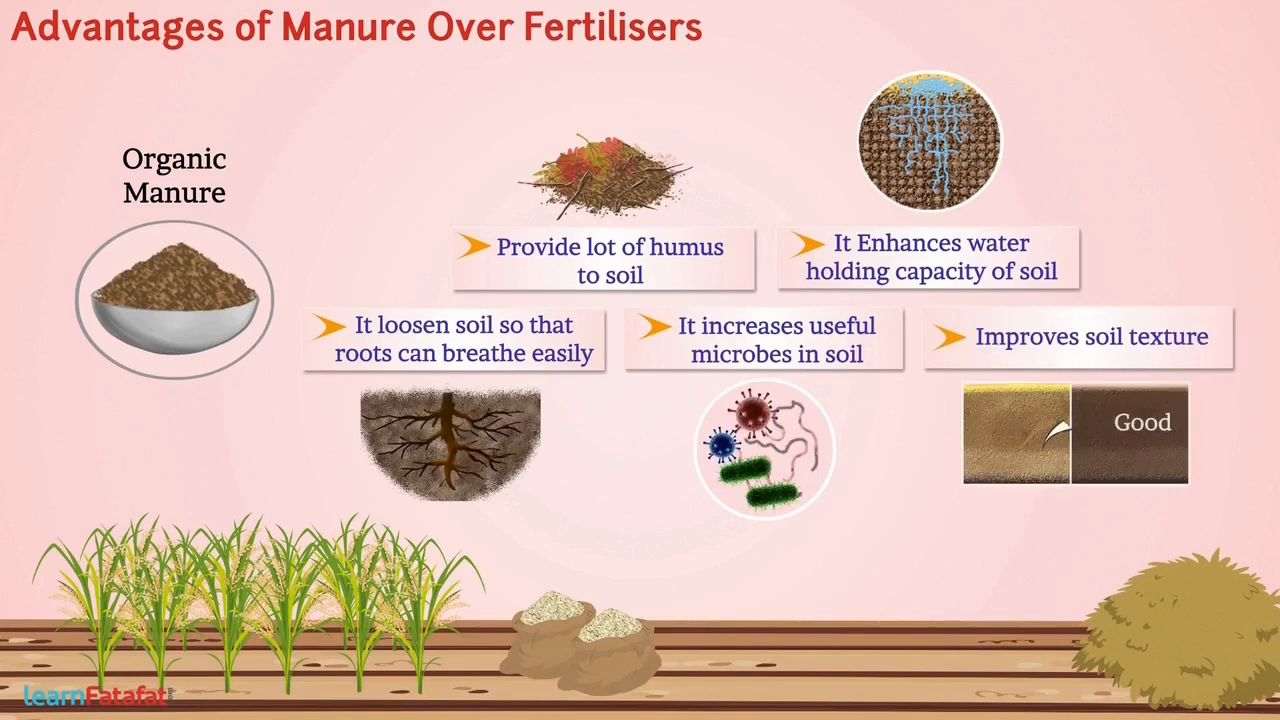 Advantages of Manure Over Fertilisers
Organic
Manure
Provide lot of humus
to soil
It Enhances water
holding capacity of soil
It loosen soil so that
roots can breathe easily
It increases useful
microbes in soil
Improves soil texture
Good
learnFatafat